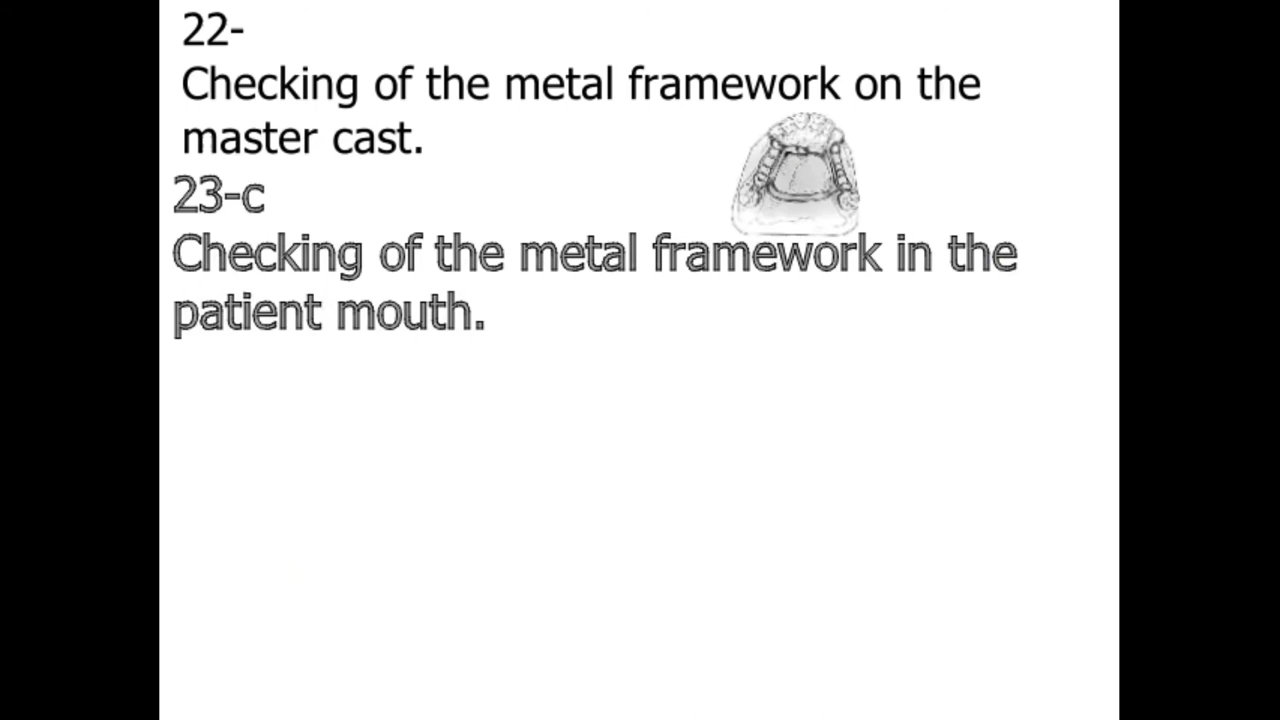 22-
Checking of the metal framework on the
master cast.
23-c
Checking of the metal framework in the
patient mouth.